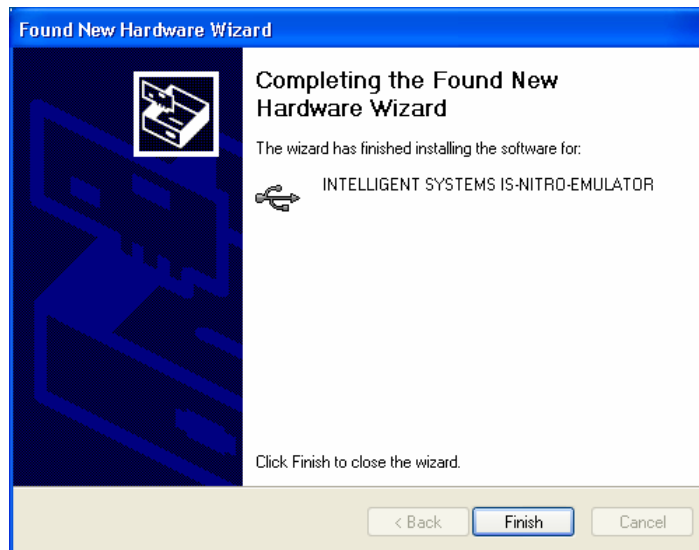 Found New Hardware Wizard
Completing the Found New
Hardware Wizard
The wizard has finished installing the software for:
INTELLIGENT SYSTEMS IS-NITRO-EMULATOR
Click Finish to close the wizard.
< Back
Finish
Cancel